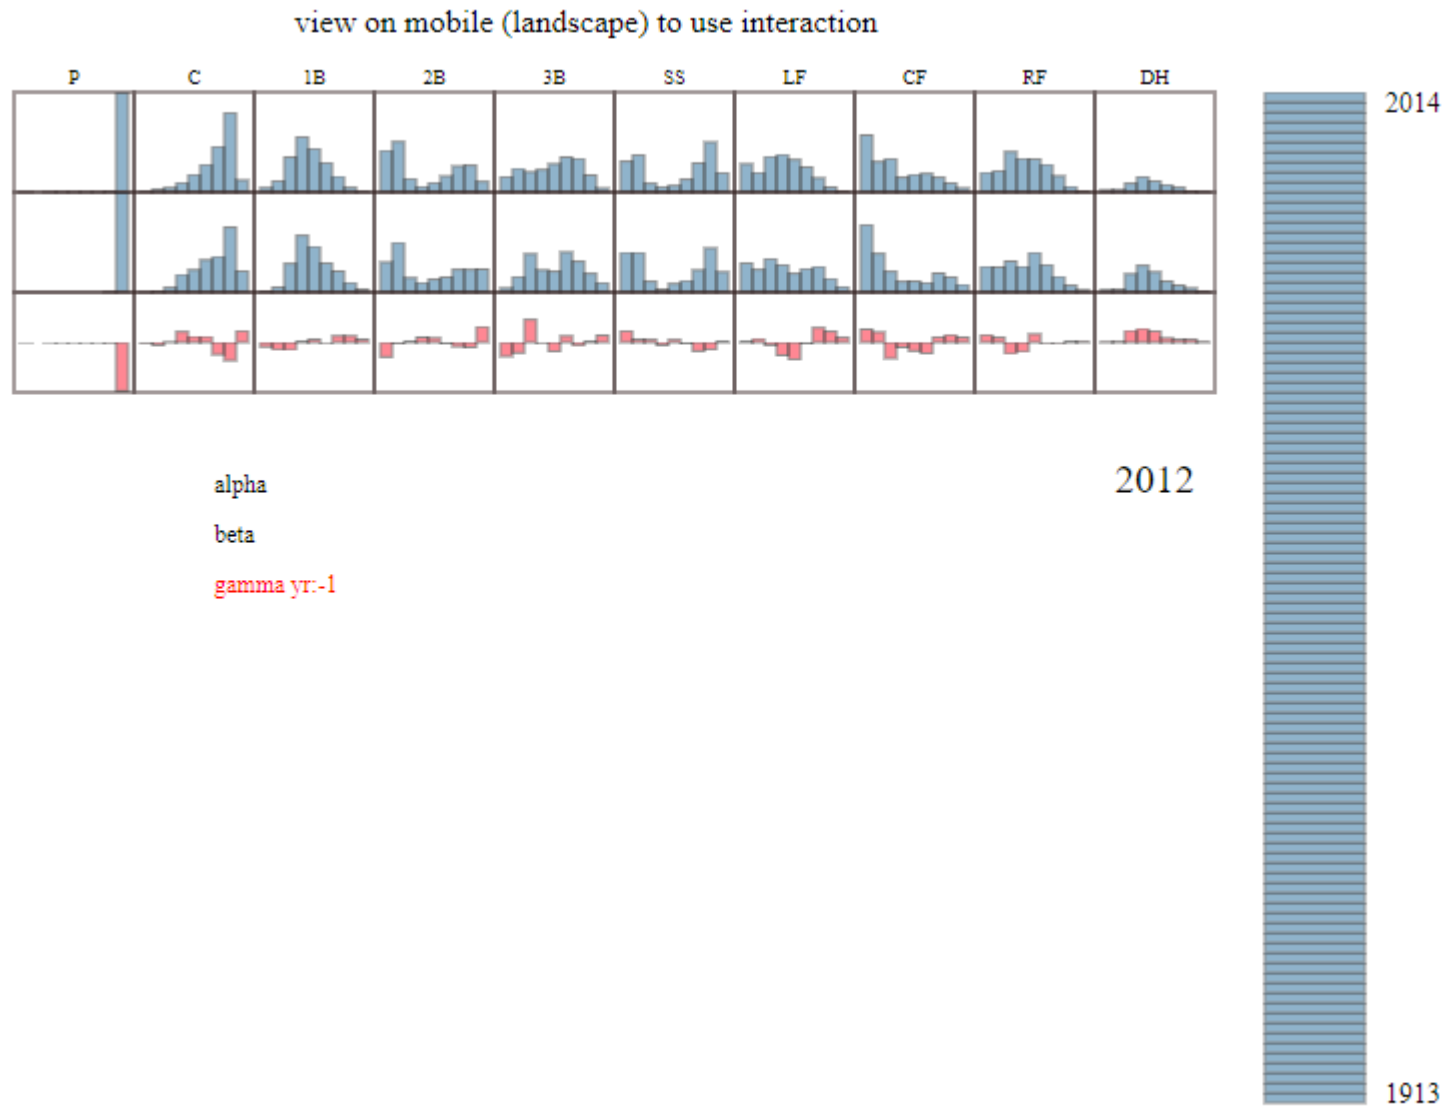 view on mobile (landscape) to use interaction
P C 1B 2B 3B SS LF CF RF DH
2014
alpha
2012
beta
gamma yr:-1
1913